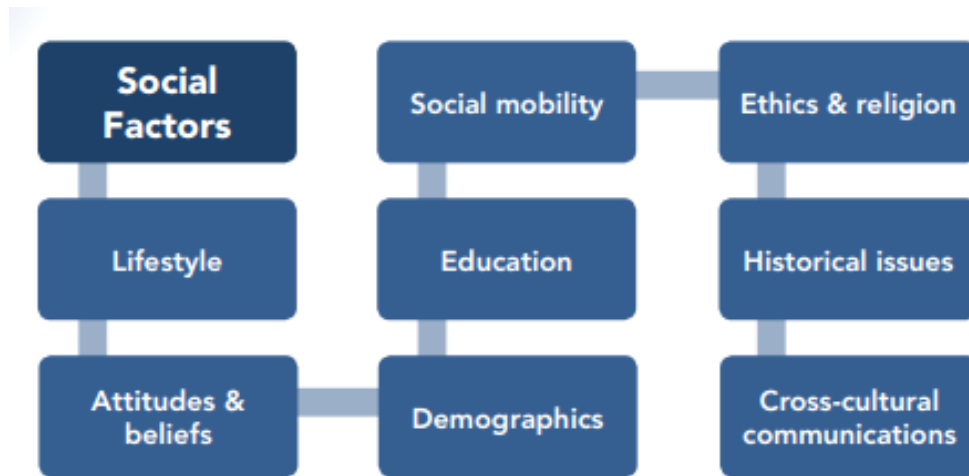 Social
Factors
Lifestyle
Attitudes &
beliefs
Demographics
Education
Social mobility
Ethics & religion
Historical issues
Cross-cultural
communications